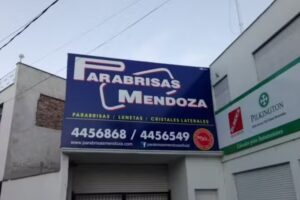 PARABRISAS
MENDOZA
PARABRISAS / LUNETAS / CRISTALES LATERALES
4456868 / 4456549
www.parabrisasmendoza.com
PILKINGTON